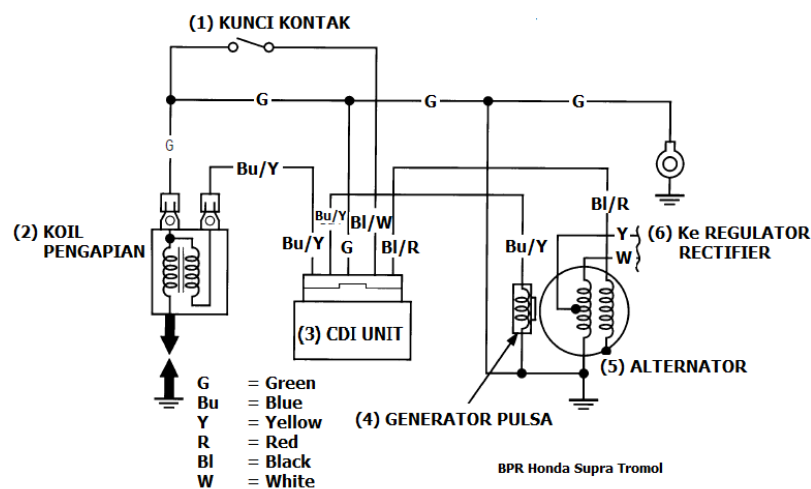 (1) KUNCI KONTAK
G
G
G
G
Bu/Y
Bu/Y
Bl/W
Bu/Y
G
Bl/R
Bu/Y
Bl/R
Y
W
(6) Ke REGULATOR
RECTIFIER
(2) KOIL
PENGAPIAN
(3) CDI UNIT
(5) ALTERNATOR
(4) GENERATOR PULSA
G = Green
Bu = Blue
Y = Yellow
R = Red
Bl = Black
W = White
BPR Honda Supra Tromol